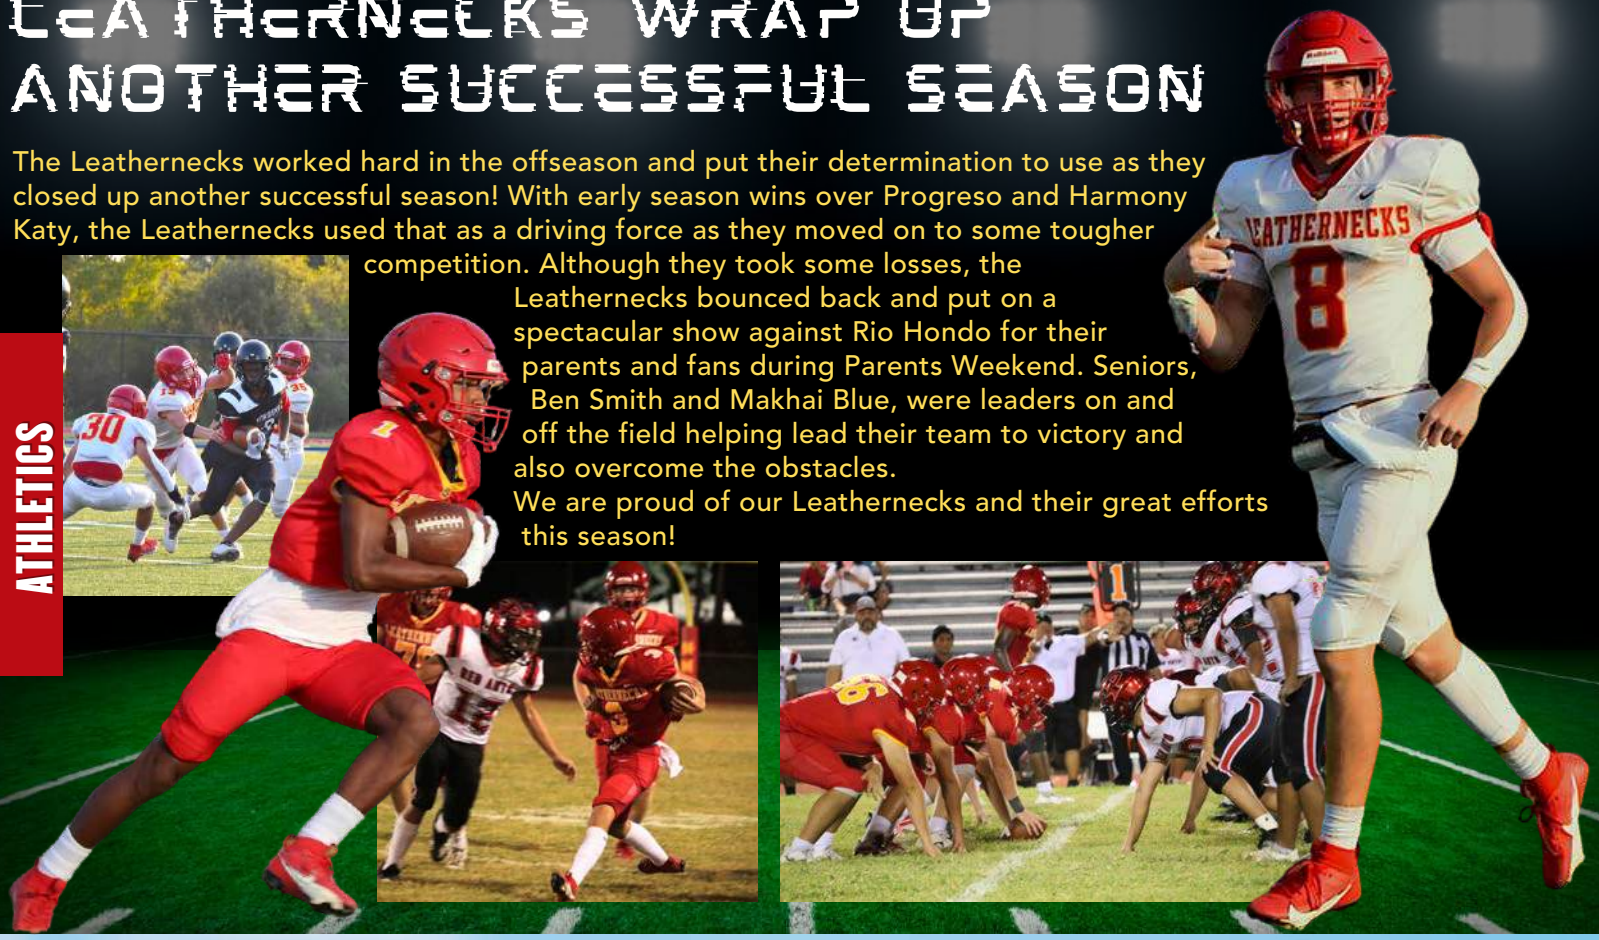 LEATHERNECKS WRAP UP
ANOTHER SUCCESSFUL SEASON
The Leathernecks worked hard in the offseason and put their determination to use as they
closed up another successful season! With early season wins over Progreso and Harmony
Katy, the Leathernecks used that as a driving force as they moved on to some tougher
competition. Although they took some losses, the
Leathernecks bounced back and put on a
spectacular show against Rio Hondo for their
parents and fans during Parents Weekend. Seniors,
Ben Smith and Makhai Blue, were leaders on and
off the field helping lead their team to victory and
also overcome the obstacles.
We are proud of our Leathernecks and their great efforts
this season!
ATHLETICS
LEATHERNECKS
8
1
30
36
RED ANTS
12
1